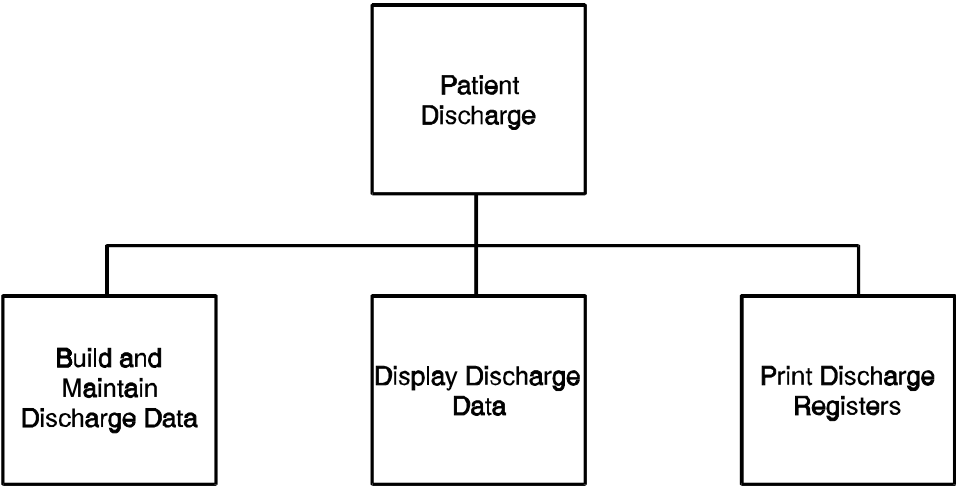 Patient
Discharge
Build and
Maintain
Discharge Data
Display Discharge
Data
Print Discharge
Registers